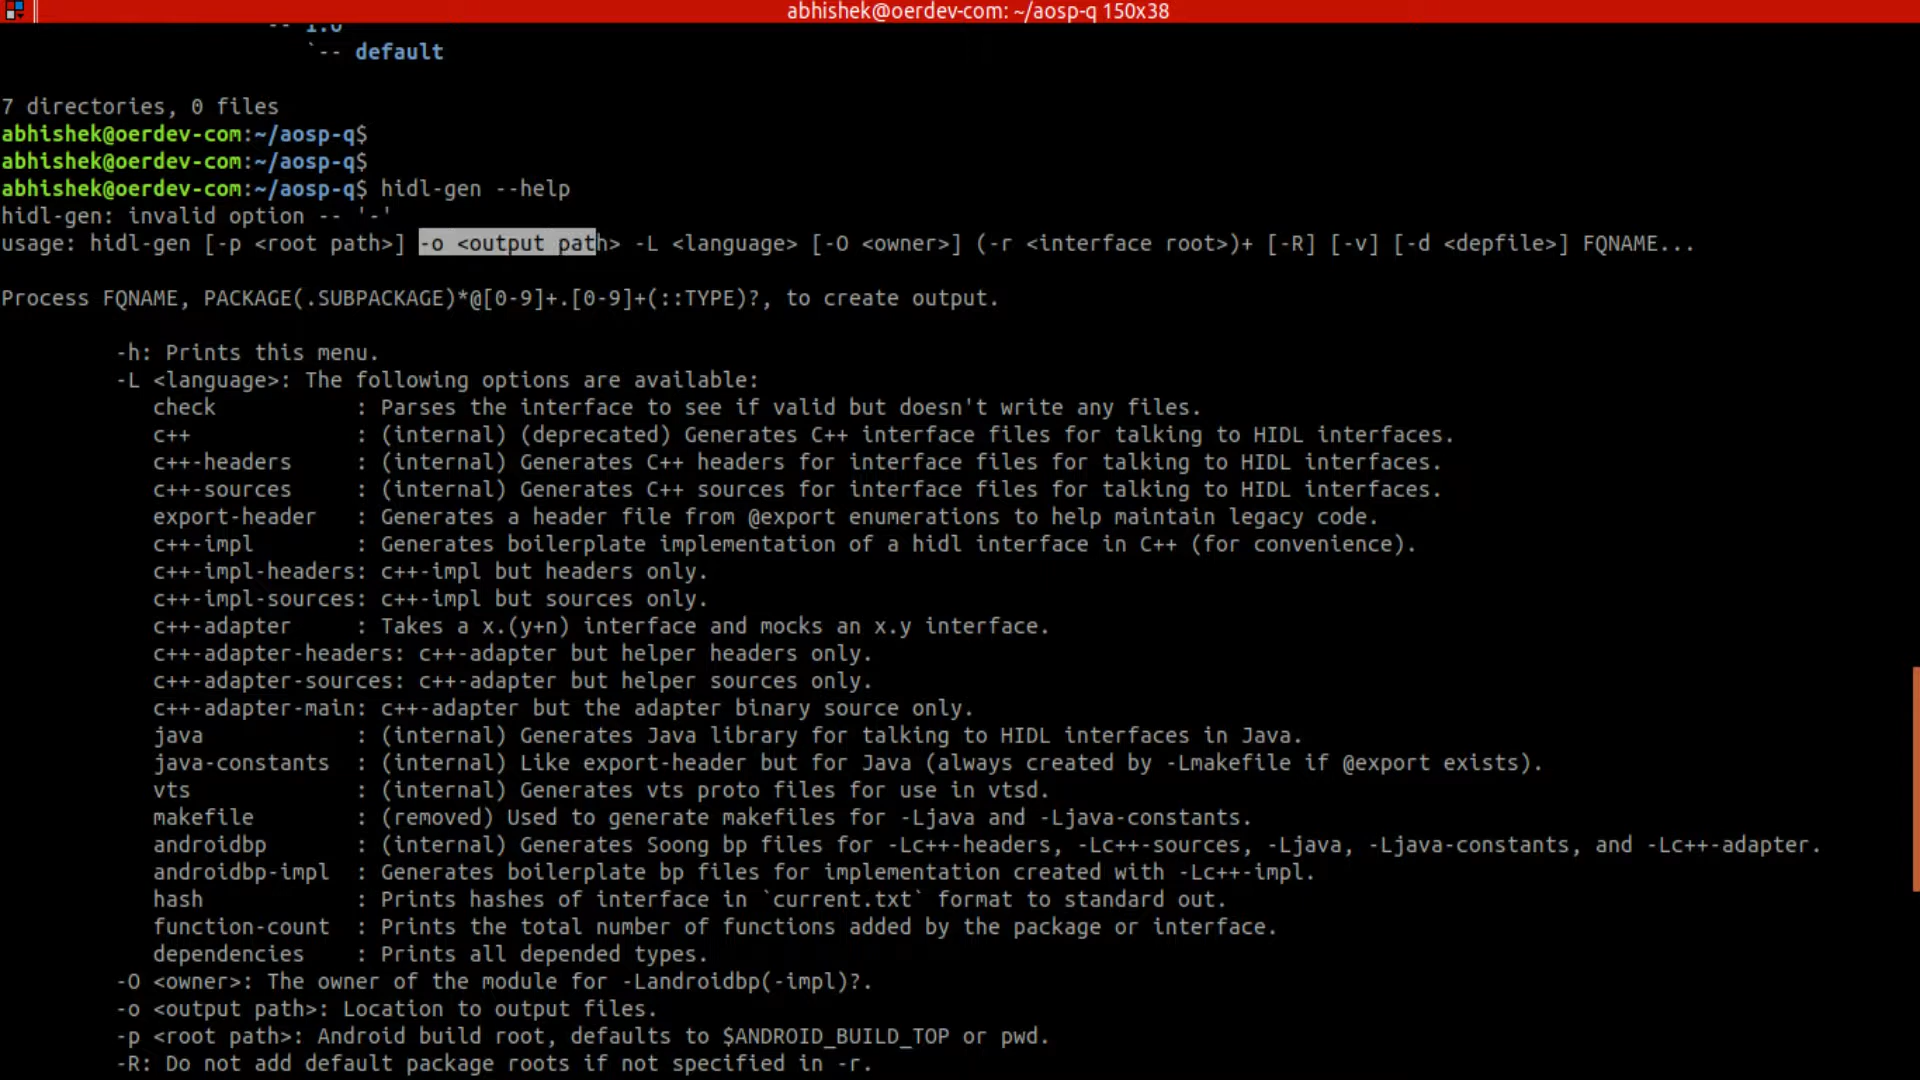 abhishek@oerdev-com: ~/aosp-q 150x38
-- 1.0
`-- default
7 directories, 0 files
abhishek@oerdev-com:~/aosp-q$
abhishek@oerdev-com:~/aosp-q$
abhishek@oerdev-com:~/aosp-q$ hidl-gen --help
hidl-gen: invalid option -- '-'
usage: hidl-gen [-p <root path>] -o <output path> -L <language> [-O <owner>] (-r <interface root>)+ [-R] [-v] [-d <depfile>] FQNAME...
Process FQNAME, PACKAGE(.SUBPACKAGE)*@[0-9]+.[0-9]+(::TYPE)?, to create output.
-h: Prints this menu.
-L <language>: The following options are available:
check : Parses the interface to see if valid but doesn't write any files.
c++ : (internal) (deprecated) Generates C++ interface files for talking to HIDL interfaces.
c++-headers : (internal) Generates C++ headers for interface files for talking to HIDL interfaces.
c++-sources : (internal) Generates C++ sources for interface files for talking to HIDL interfaces.
export-header : Generates a header file from @export enumerations to help maintain legacy code.
c++-impl : Generates boilerplate implementation of a hidl interface in C++ (for convenience).
c++-impl-headers: c++-impl but headers only.
c++-impl-sources: c++-impl but sources only.
c++-adapter : Takes a x.(y+n) interface and mocks an x.y interface.
c++-adapter-headers: c++-adapter but helper headers only.
c++-adapter-sources: c++-adapter but helper sources only.
c++-adapter-main: c++-adapter but the adapter binary source only.
java : (internal) Generates Java library for talking to HIDL interfaces in Java.
java-constants : (internal) Like export-header but for Java (always created by -Lmakefile if @export exists).
vts : (internal) Generates vts proto files for use in vtsd.
makefile : (removed) Used to generate makefiles for -Ljava and -Ljava-constants.
androidbp : (internal) Generates Soong bp files for -Lc++-headers, -Lc++-sources, -Ljava, -Ljava-constants, and -Lc++-adapter.
androidbp-impl : Generates boilerplate bp files for implementation created with -Lc++-impl.
hash : Prints hashes of interface in `current.txt` format to standard out.
function-count : Prints the total number of functions added by the package or interface.
dependencies : Prints all depended types.
-O <owner>: The owner of the module for -Landroidbp(-impl)?.
-o <output path>: Location to output files.
-p <root path>: Android build root, defaults to $ANDROID_BUILD_TOP or pwd.
-R: Do not add default package roots if not specified in -r.